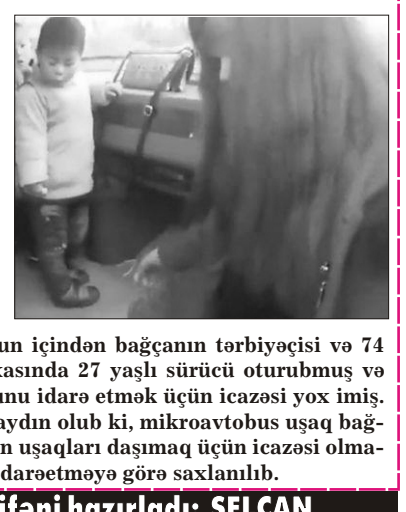 un içindən bağçanın tərbiyəçisi və 74
kasında 27 yaşlı sürücü oturubmuş və
unu idarə etmək üçün icazəsi yox imiş.
aydın olub ki, mikroavtobus uşaq bağ-
n uşaqları daşımaq üçün icazəsi olma-
darəetməyə görə saxlanılıb.
ifəni hazırladı: SELCAN